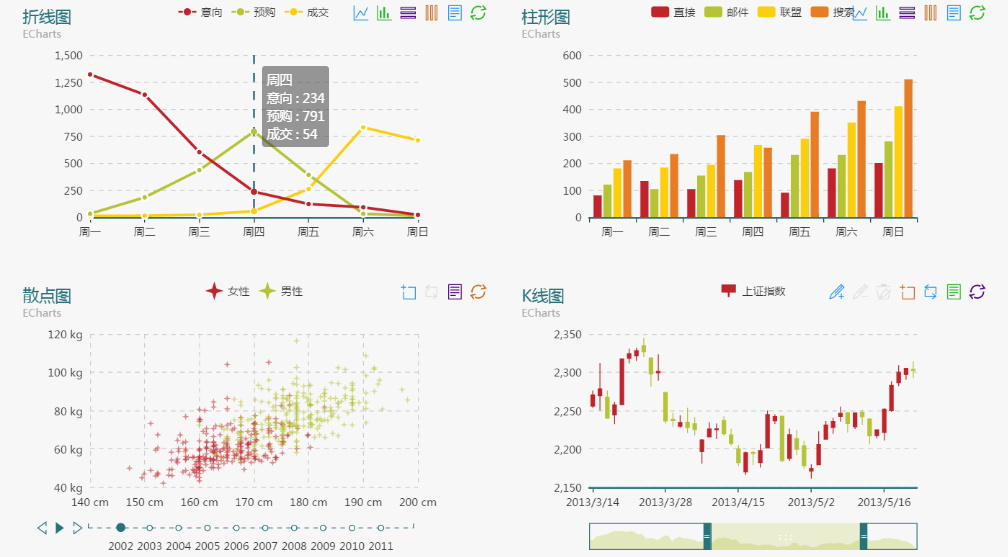 折线图
ECharts
意向 预购 成交
1,500
1,250
1,000
750
500
250
0
周四
意向 : 234
预购 : 791
成交 : 54
周一 周二 周三 周四 周五 周六 周日
柱形图
ECharts
直接 邮件 联盟 搜索
600
500
400
300
200
100
0
周一 周二 周三 周四 周五 周六 周日
散点图
ECharts
女性 男性
120 kg
100 kg
80 kg
60 kg
40 kg
140 cm 150 cm 160 cm 170 cm 180 cm 190 cm 200 cm
2002 2003 2004 2005 2006 2007 2008 2009 2010 2011
K线图
ECharts
上证指数
2,350
2,300
2,250
2,200
2,150
2013/3/14 2013/3/28 2013/4/15 2013/5/2 2013/5/16